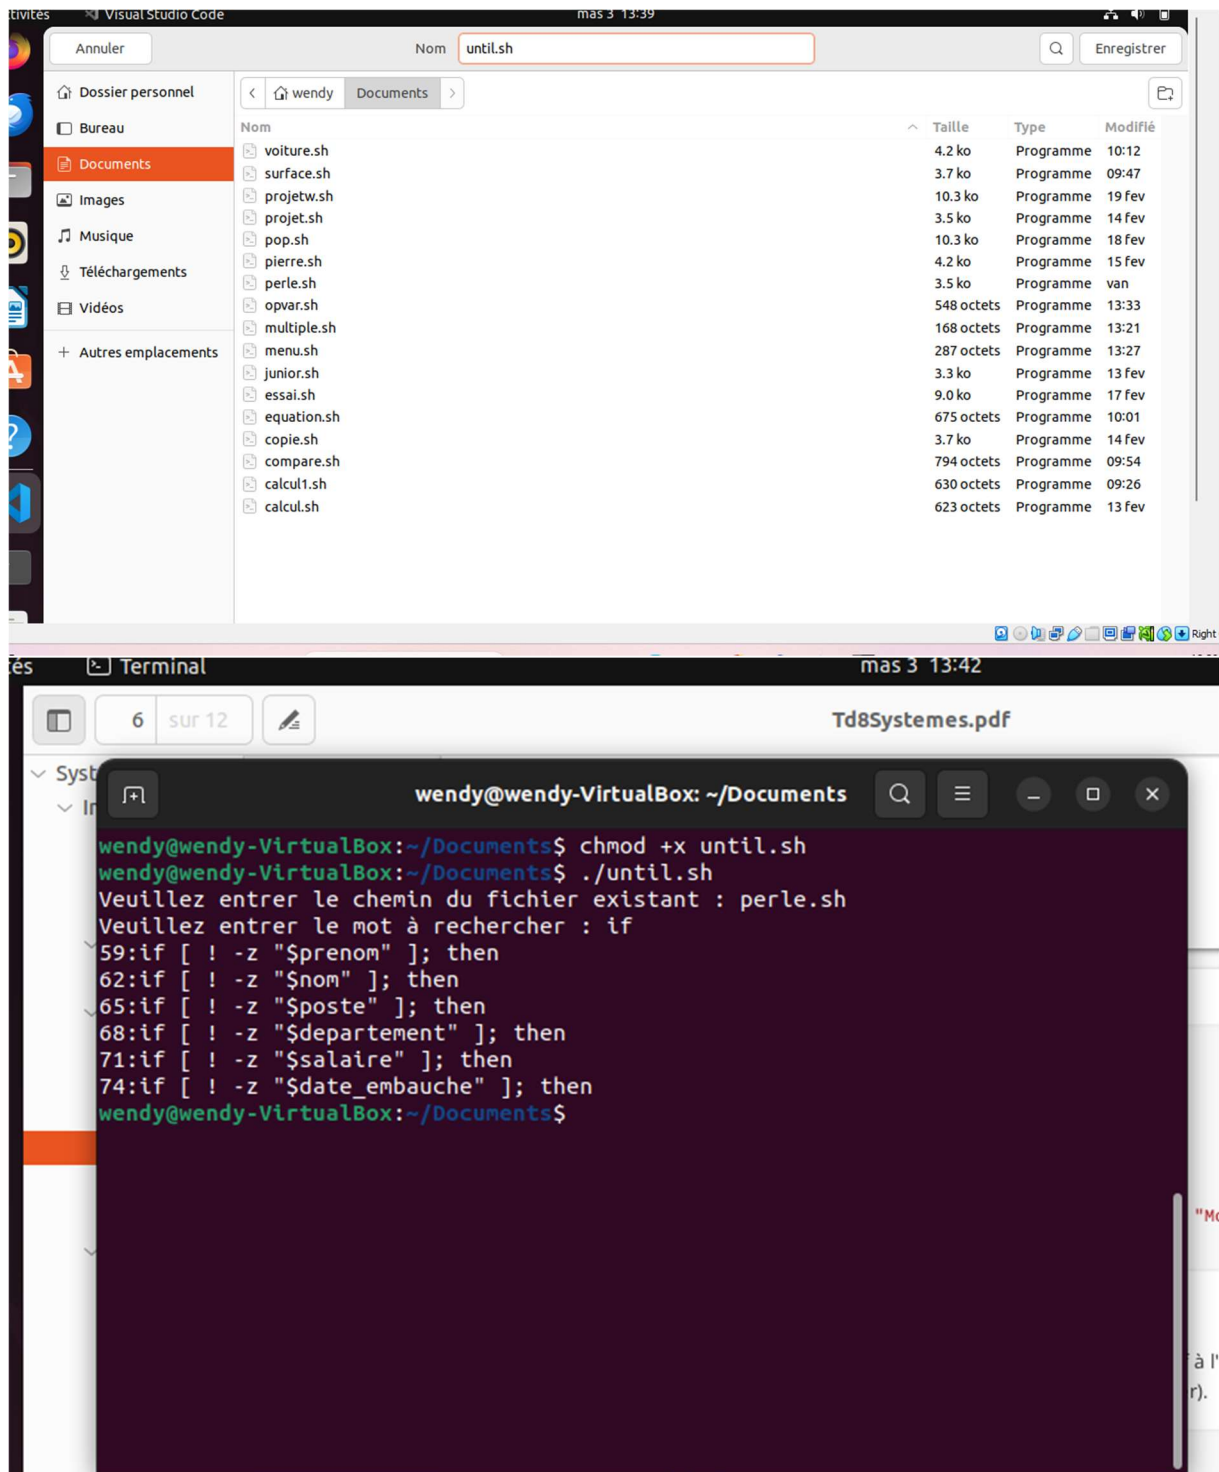 tivités Visual Studio Code mas 3 13:39
Annuler Nom until.sh Enregistrer
Dossier personnel wendy Documents
Bureau Nom Taille Type Modifié
voiture.sh 4.2 ko Programme 10:12
Documents surface.sh 3.7 ko Programme 09:47
Images projetw.sh 10.3 ko Programme 19 fev
projet.sh 3.5 ko Programme 14 fev
Musique pop.sh 10.3 ko Programme 18 fev
pierre.sh 4.2 ko Programme 15 fev
Téléchargements perle.sh 3.5 ko Programme van
Vidéos opvar.sh 548 octets Programme 13:33
multiple.sh 168 octets Programme 13:21
+ Autres emplacements menu.sh 287 octets Programme 13:27
junior.sh 3.3 ko Programme 13 fev
essai.sh 9.0 ko Programme 17 fev
equation.sh 675 octets Programme 10:01
copie.sh 3.7 ko Programme 14 fev
compare.sh 794 octets Programme 09:54
calcul1.sh 630 octets Programme 09:26
calcul.sh 623 octets Programme 13 fev
Right
tés Terminal mas 3 13:42
6 sur 12 Td8Systemes.pdf
Syst
In
wendy@wendy-VirtualBox: ~/Documents
wendy@wendy-VirtualBox:~/Documents$ chmod +x until.sh
wendy@wendy-VirtualBox:~/Documents$ ./until.sh
Veuillez entrer le chemin du fichier existant : perle.sh
Veuillez entrer le mot à rechercher : if
59:if [ ! -z "$prenom" ]; then
62:if [ ! -z "$nom" ]; then
65:if [ ! -z "$poste" ]; then
68:if [ ! -z "$departement" ]; then
71:if [ ! -z "$salaire" ]; then
74:if [ ! -z "$date_embauche" ]; then
wendy@wendy-VirtualBox:~/Documents$
"Mo
à l'
r).